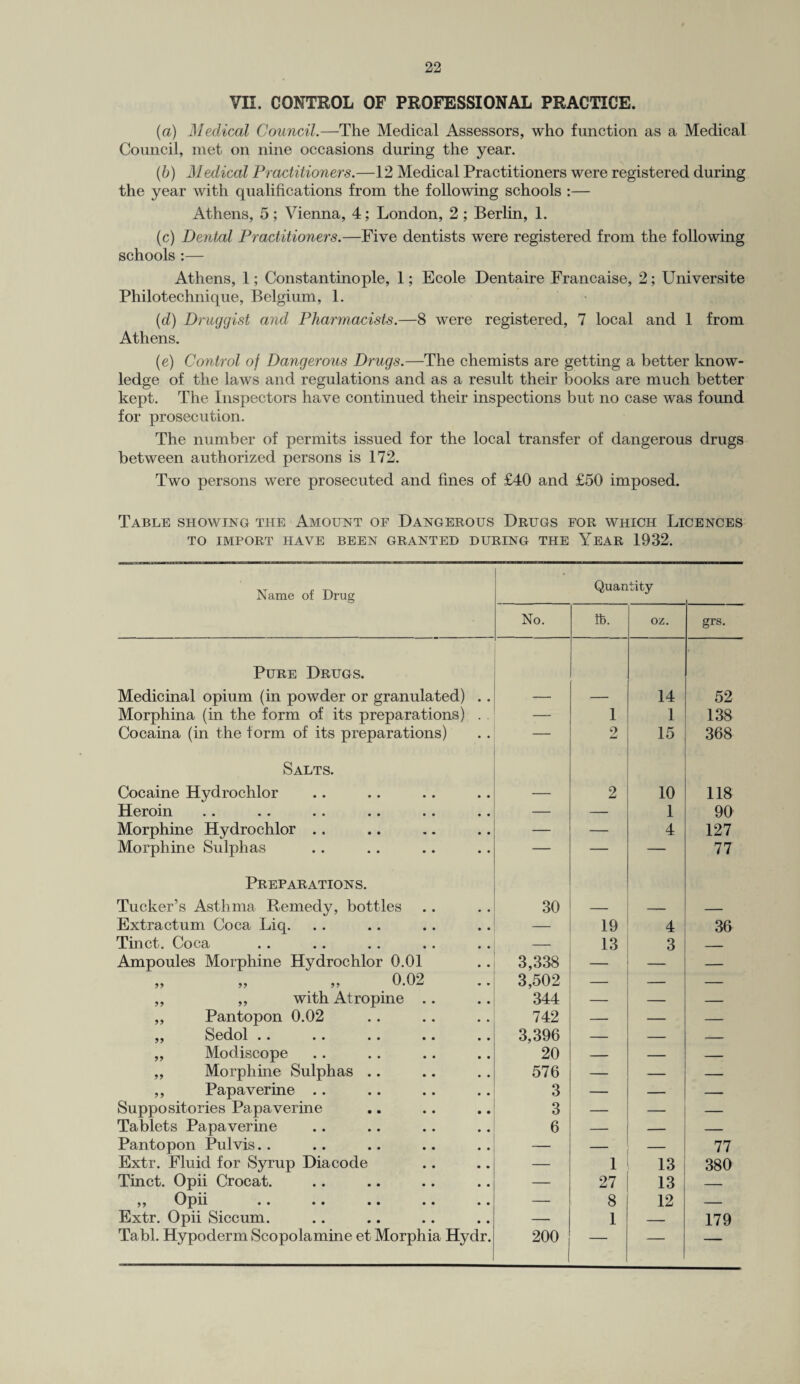 22
VII. CONTROL OF PROFESSIONAL PRACTICE.
(a) Medical Council.—The Medical Assessors, who function as a Medical
Council, met on nine occasions during the year.
(b) Medical Practitioners.—12 Medical Practitioners were registered during
the year with qualifications from the following schools :—
Athens, 5 ; Vienna, 4 ; London, 2 ; Berlin, 1.
(c) Dental Practitioners.—Five dentists were registered from the following
schools :—
Athens, 1 ; Constantinople, 1 ; Ecole Dentaire Francaise, 2 ; Universite
Philotechnique, Belgium, 1.
(d) Druggist and Pharmacists.—8 were registered, 7 local and 1 from
Athens.
(e) Control of Dangerous Drugs.—The chemists are getting a better know-
ledge of the laws and regulations and as a result their books are much better
kept. The Inspectors have continued their inspections but no case was found
for prosecution.
The number of permits issued for the local transfer of dangerous drugs
between authorized persons is 172.
Two persons were prosecuted and fines of £40 and £50 imposed.
Table showing the Amount of Dangerous Drugs for which Licences
to import have been granted during the Year 1932.
Name of Drug Quantity
No. lb. oz. grs.
Pure Drugs.
Medicinal opium (in powder or granulated) .. — — 14 52
Morphina (in the form of its preparations) . . — 1 1 138
Cocaina (in the form of its preparations) .. — 2 15 368
Salts.
Cocaine Hydrochlor .. .. .. .. — 2 10 118
Heroin .. .. .. .. .. .. — — 1 90
Morphine Hydrochlor .. .. .. .. — — 4 127
Morphine Sulphas .. .. .. .. — — — 77
Preparations.
Tucker's Asthma Remedy, bottles .. .. 30 — — —
Extractum Coca Liq. .. .. .. .. — 19 4 36
Tinct. Coca .. .. .. .. .. — 13 3 —
Ampoules Morphine Hydrochlor 0.01 .. 3,338 — — —
„ „ „ 0.02 .. 3,502 — — —
„ „ with Atropine .. .. 344 — — —
„ Pantopon 0.02 .. .. .. 742 — — —
„ Sedol .. .. .. .. .. 3,396 — — —
„ Modiscope .. .. .. .. 20 — — —
„ Morphine Sulphas .. .. .. 576 — — —
„ Papaverine .. .. .. .. 3 — — —
Suppositories Papaverine .. .. .. 3 — — —
Tablets Papaverine .. .. .. .. 6 — — —
Pantopon Pulvis.. .. .. .. .. — — — 77
Extr. Fluid for Syrup Diacode .. .. — 1 13 380
Tinct. Opii Crocat. .. .. .. .. — 27 13 —
„ Opii .. .. .. .. .. — 8 12 —
Extr. Opii Siccum. .. .. .. .. — 1 — 179
Tabl. Hypoderm Scopolamine et Morphia Hydr. 200 — — —